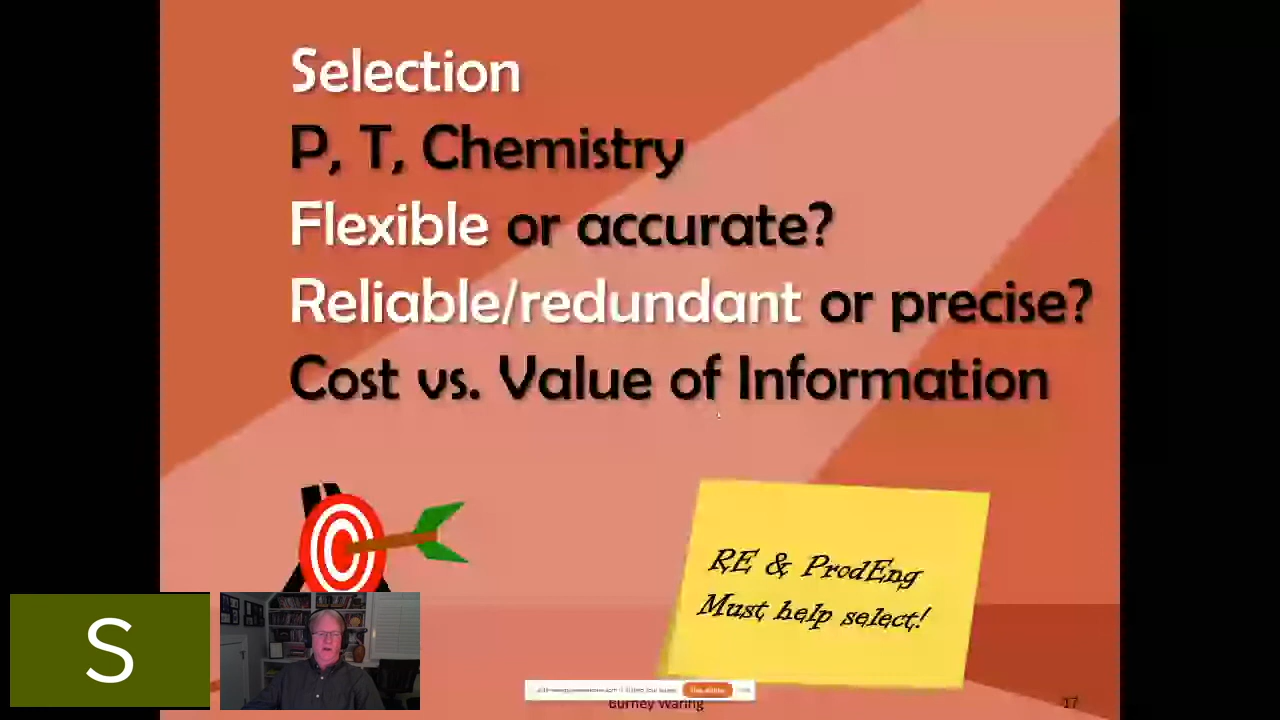 Selection
P, T, Chemistry
Flexible or accurate?
Reliable/redundant or precise?
Cost vs. Value of Information
RE & ProdEng
Must help select!
S
Burney Waring
17